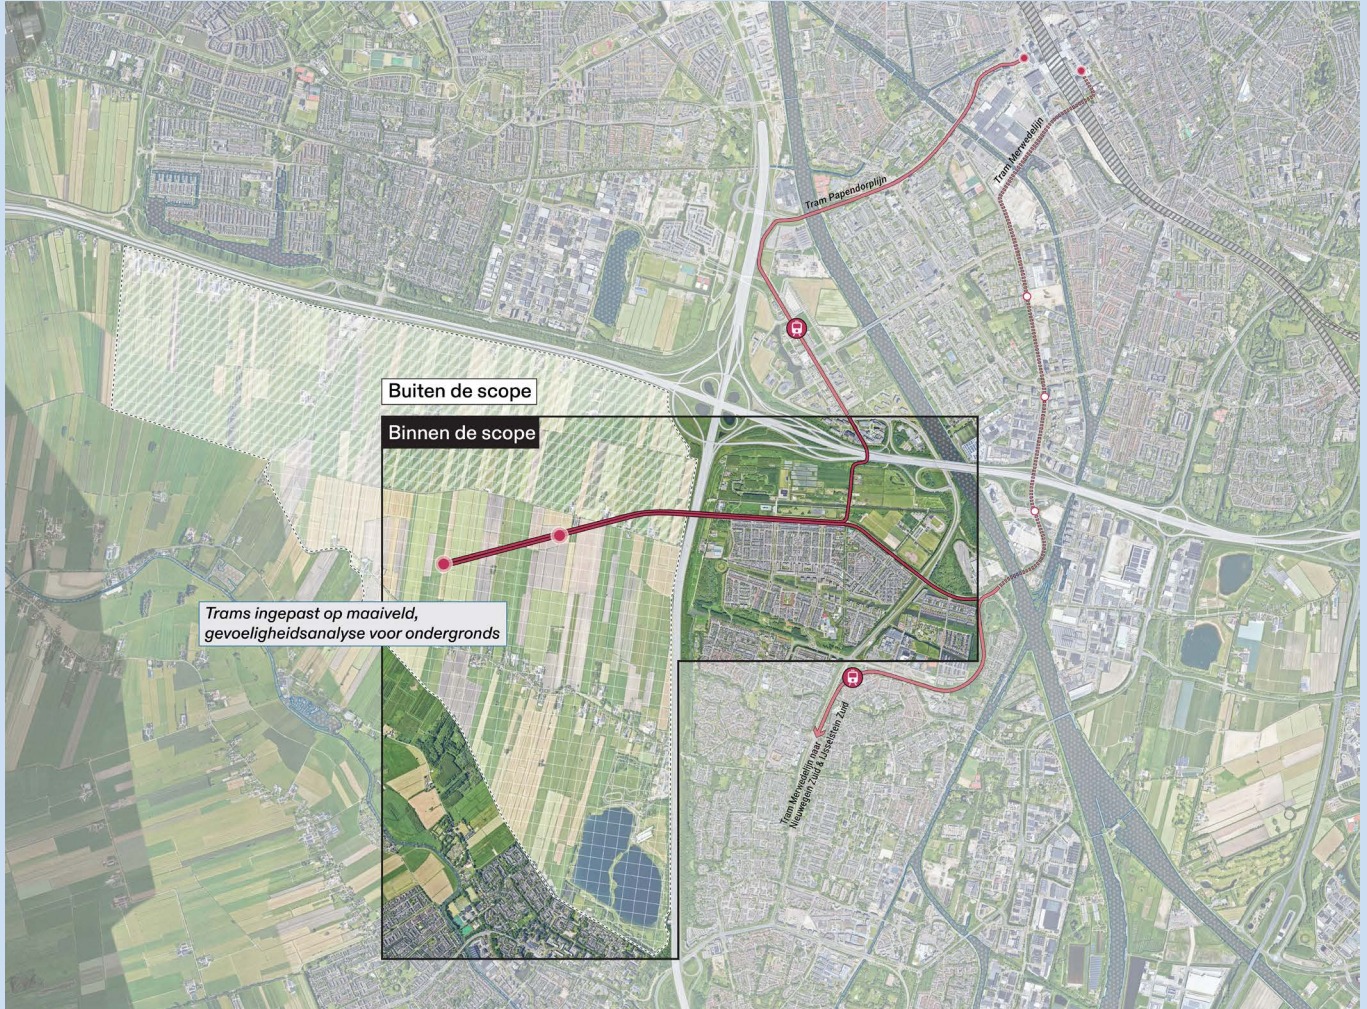 Tram Merwedelijn
Tram Papendorplijn
Buiten de scope
Binnen de scope
Trams ingepast op maaiveld,
gevoeligheidsanalyse voor ondergronds
Tram Merwedelijn naar
Nieuwegein Zuid & IJsselstein Zuid